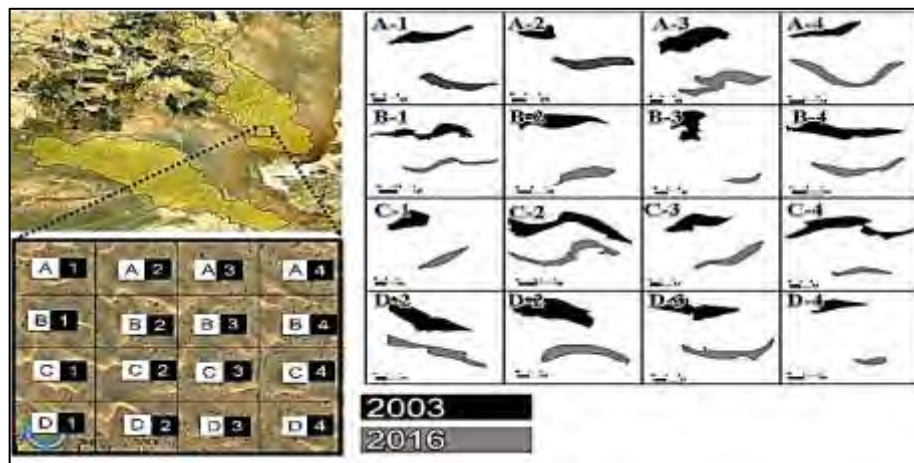 A-1 A-2 A-3 A-4
B-1 B-2 B-3 B-4
C-1 C-2 C-3 C-4
D-2 D-2 D-3 D-4
A 1 A 2 A 3 A 4
B 1 B 2 B 3 B 4
C 1 C 2 C 3 C 4
D 1 D 2 D 3 D 4
2003
2016